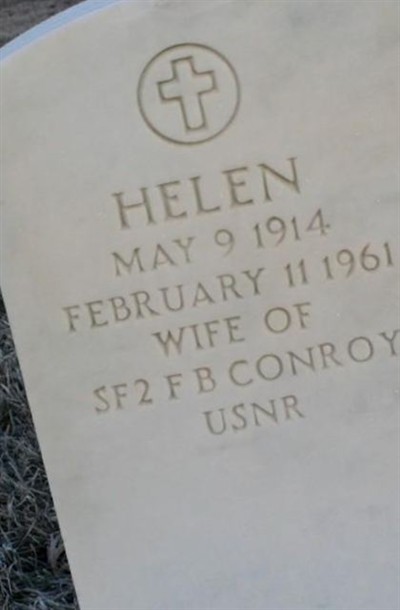 HELEN
MAY 9 1914
FEBRUARY 11 1961
WIFE OF
SF2 F B CONROY
USNR